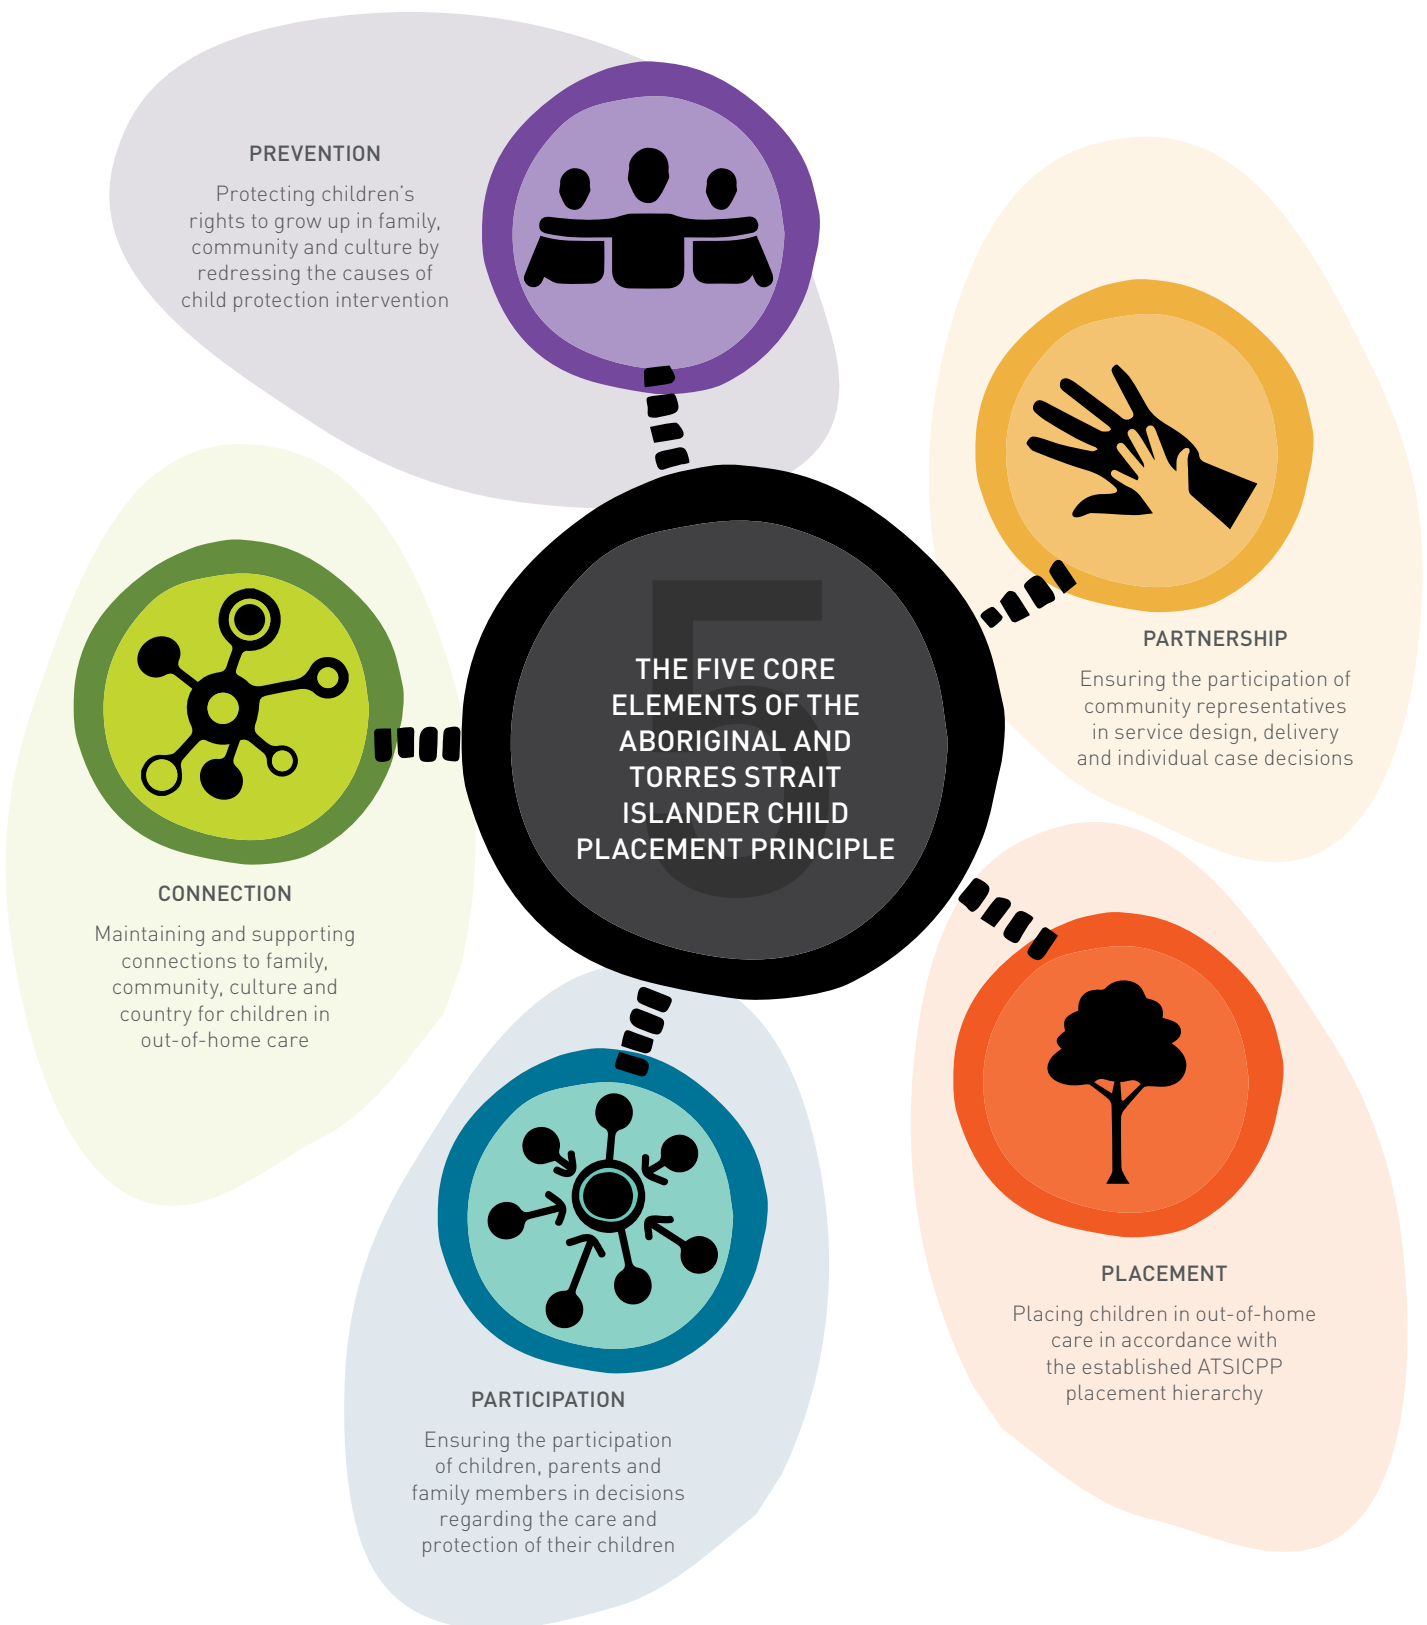 PREVENTION
Protecting children's
rights to grow up in family,
community and culture by
redressing the causes of
child protection intervention
PARTNERSHIP
Ensuring the participation of
community representatives
in service design, delivery
and individual case decisions
5
THE FIVE CORE
ELEMENTS OF THE
ABORIGINAL AND
TORRES STRAIT
ISLANDER CHILD
PLACEMENT PRINCIPLE
CONNECTION
Maintaining and supporting
connections to family,
community, culture and
country for children in
out-of-home care
PLACEMENT
Placing children in out-of-home
care in accordance with
the established ATSICPP
placement hierarchy
PARTICIPATION
Ensuring the participation
of children, parents and
family members in decisions
regarding the care and
protection of their children